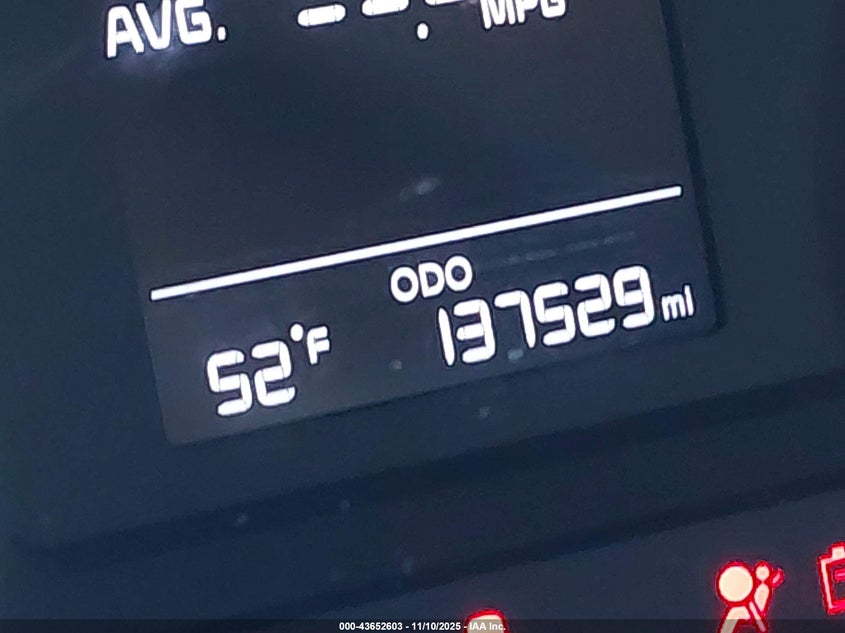 AVG. --.- MPG
ODO
52°F 137529 mi
000-43652603 - 11/10/2025 - IAA Inc.